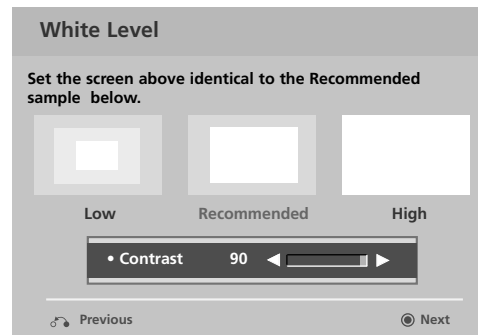 White Level
Set the screen above identical to the Recommended
sample below.
Low Recommended High
• Contrast 90
Previous Next